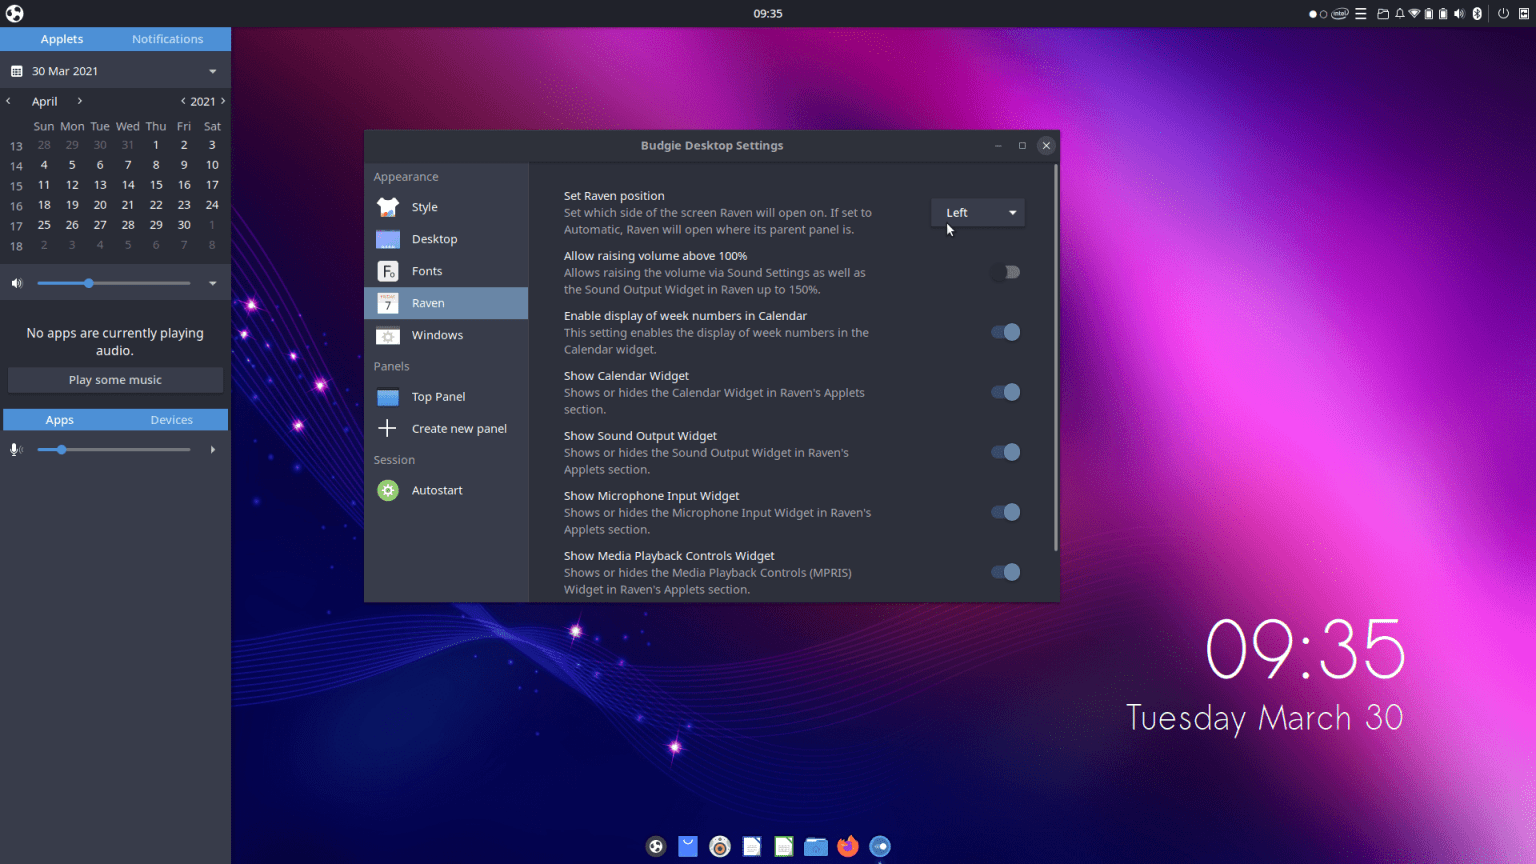 09:35
intel
Applets Notifications
30 Mar 2021
April 2021
Sun Mon Tue Wed Thu Fri Sat
13 28 29 30 31 1 2 3
14 4 5 6 7 8 9 10
15 11 12 13 14 15 16 17
16 18 19 20 21 22 23 24
17 25 26 27 28 29 30 1
18 2 3 4 5 6 7 8
No apps are currently playing
audio.
Play some music
Apps Devices
Budgie Desktop Settings
Appearance
Style
Desktop
Fo Fonts
7 Raven
Windows
Panels
Top Panel
Create new panel
Session
Autostart
Set Raven position
Set which side of the screen Raven will open on. If set to
Automatic, Raven will open where its parent panel is.
Left
Allow raising volume above 100%
Allows raising the volume via Sound Settings as well as
the Sound Output Widget in Raven up to 150%.
Enable display of week numbers in Calendar
This setting enables the display of week numbers in the
Calendar widget.
Show Calendar Widget
Shows or hides the Calendar Widget in Raven's Applets
section.
Show Sound Output Widget
Shows or hides the Sound Output Widget in Raven's
Applets section.
Show Microphone Input Widget
Shows or hides the Microphone Input Widget in Raven's
Applets section.
Show Media Playback Controls Widget
Shows or hides the Media Playback Controls (MPRIS)
Widget in Raven's Applets section.
09:35
Tuesday March 30